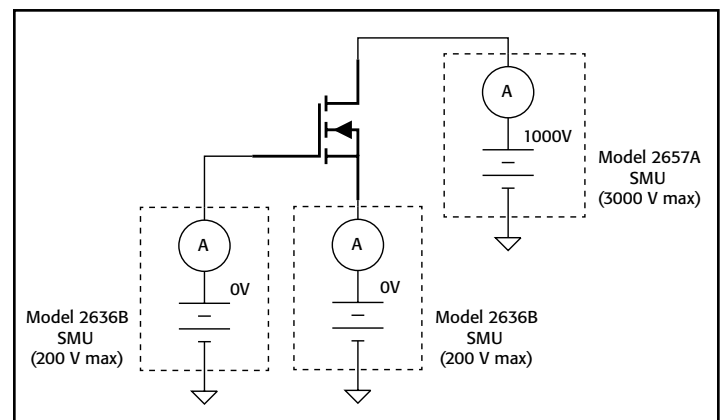 A
1000V
Model 2657A
SMU
(3000 V max)
A
0V
Model 2636B
SMU
(200 V max)
A
0V
Model 2636B
SMU
(200 V max)